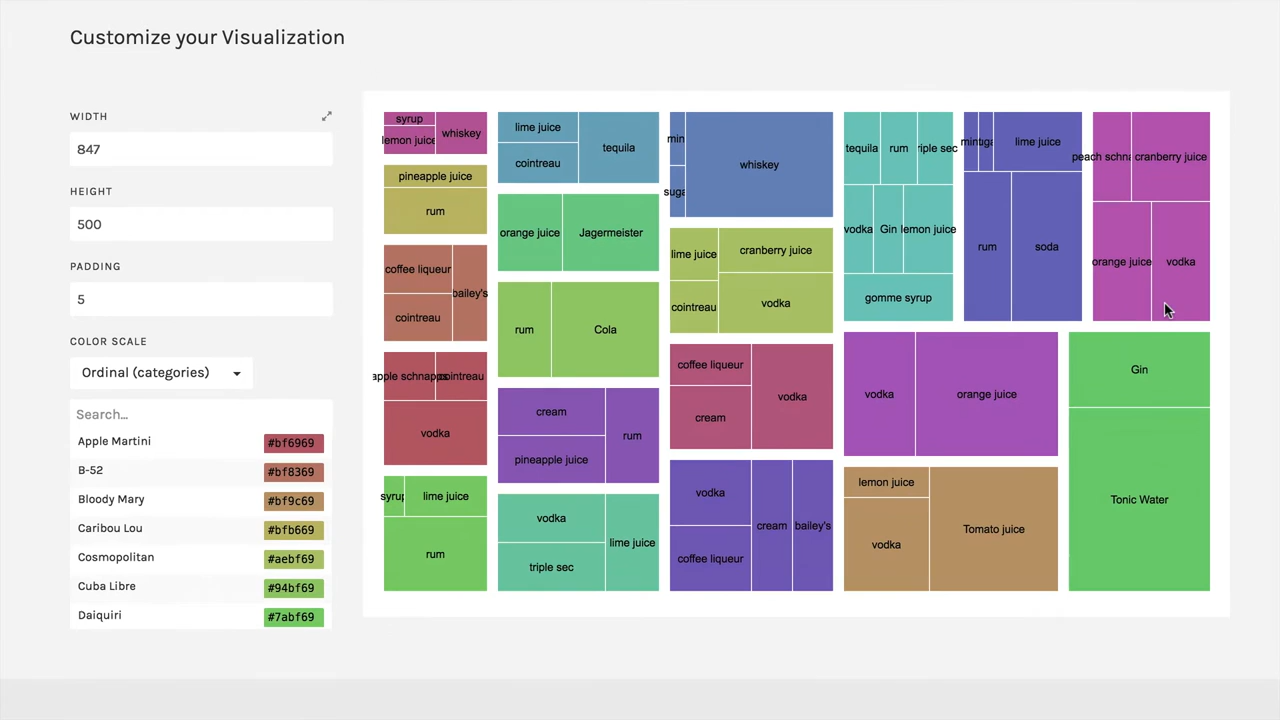 Customize your Visualization
WIDTH
847
HEIGHT
500
PADDING
5
COLOR SCALE
Ordinal (categories)
Search...
Apple Martini #bf6969
B-52 #bf8369
Bloody Mary #bf9c69
Caribou Lou #bfb669
Cosmopolitan #aebf69
Cuba Libre #94bf69
Daiquiri #7abf69
syrup
lemon juice
whiskey
pineapple juice
rum
coffee liqueur
cointreau
bailey's
apple schnapps
cointreau
vodka
syrup
lime juice
rum
lime juice
cointreau
tequila
orange juice
Jagermeister
rum
Cola
cream
pineapple juice
rum
vodka
triple sec
lime juice
min
suga
whiskey
lime juice
cointreau
cranberry juice
vodka
coffee liqueur
cream
vodka
vodka
coffee liqueur
cream
bailey's
tequila
rum
riple sec
vodka
Gin
lemon juice
gomme syrup
mint
lime juice
rum
soda
peach schna
cranberry juice
orange juice
vodka
vodka
orange juice
lemon juice
vodka
Tomato juice
Gin
Tonic Water